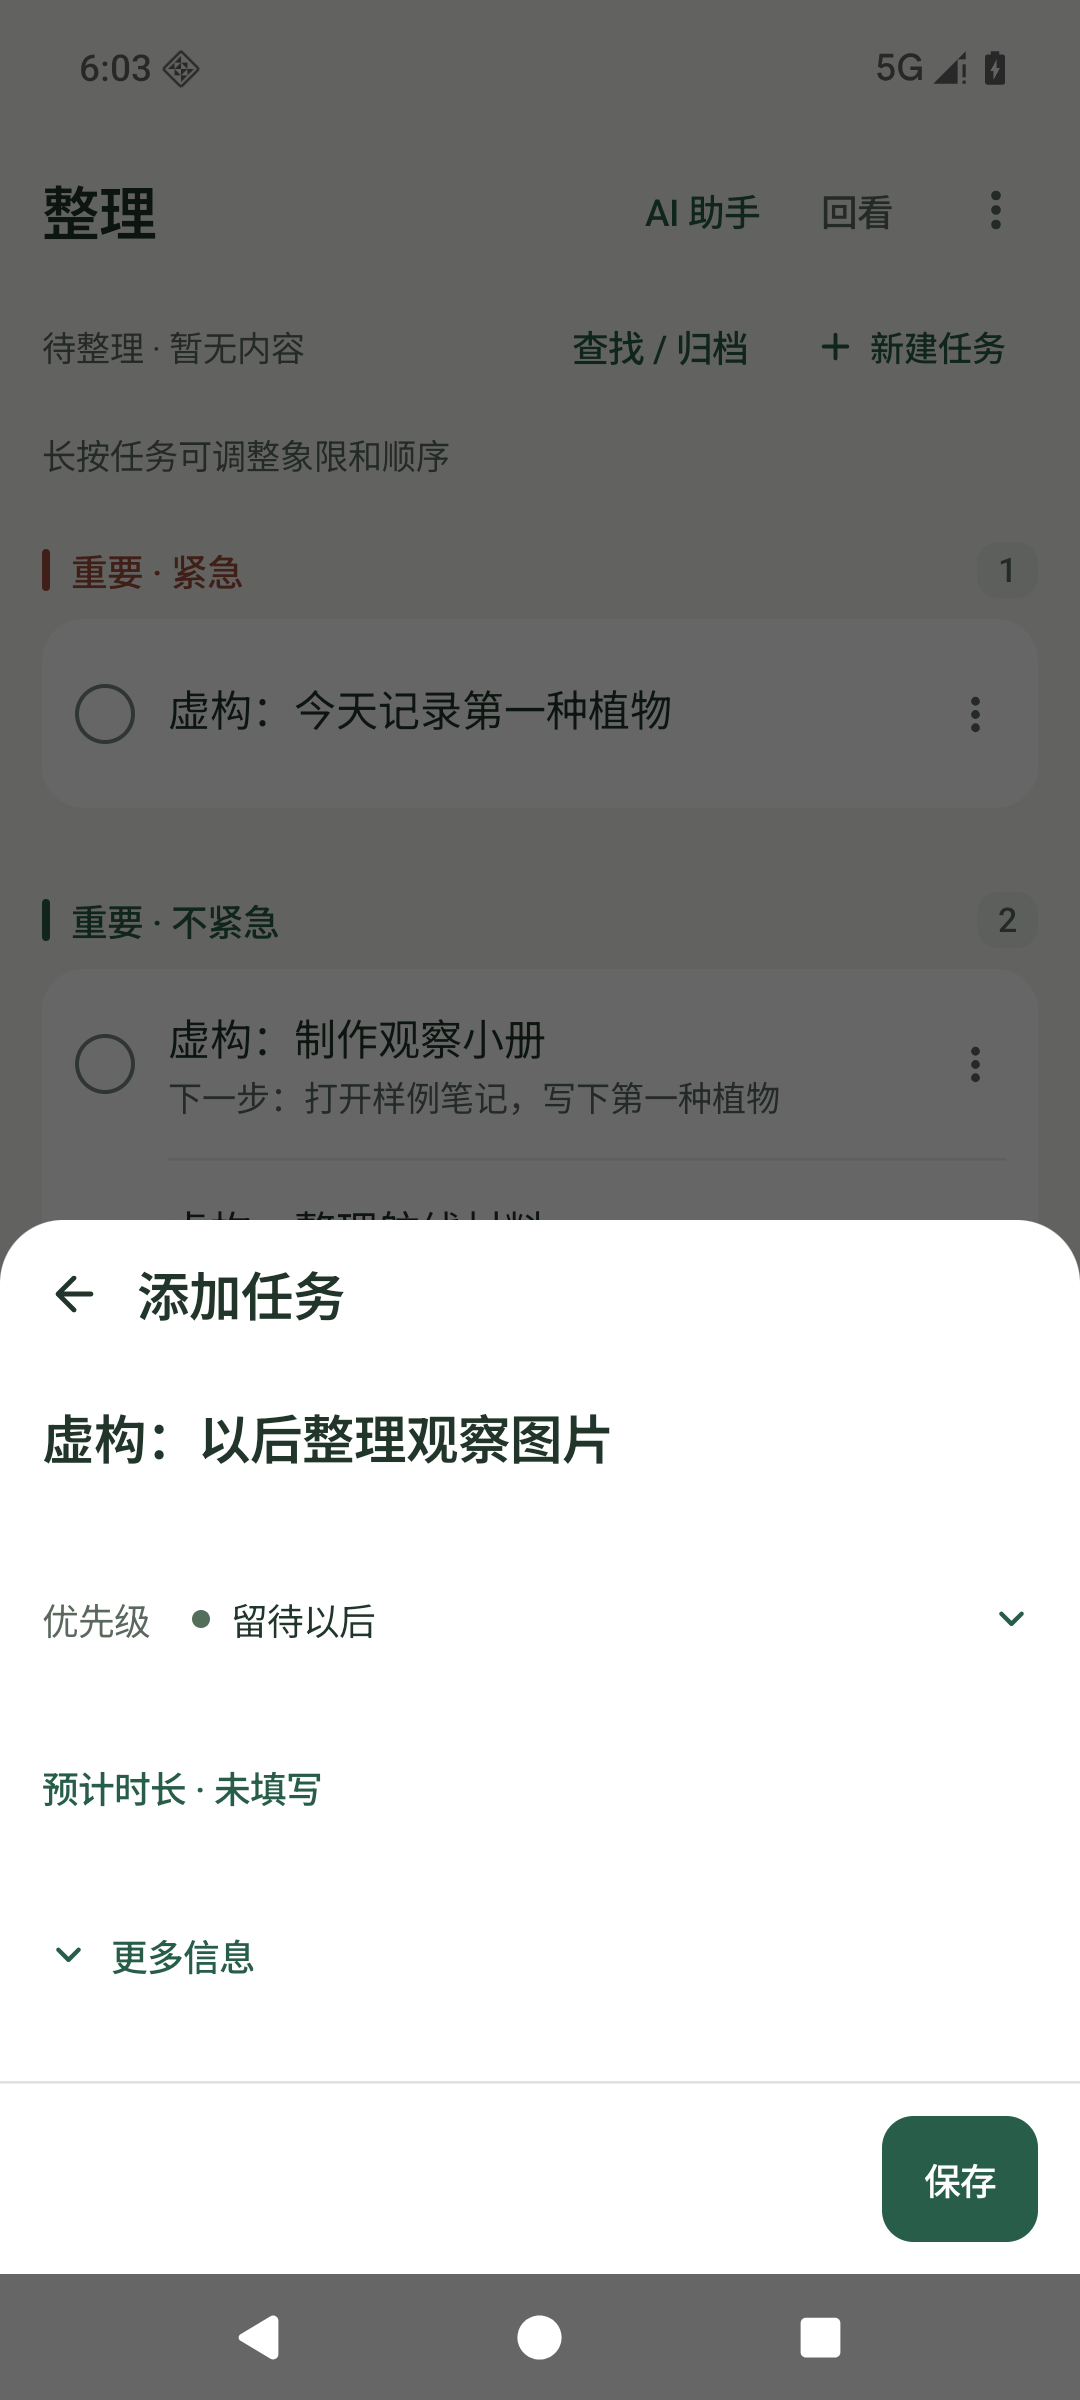 6:03
5G
整理
AI 助手
回看
待整理 · 暂无内容
查找 / 归档
新建任务
长按任务可调整象限和顺序
重要 · 紧急
1
虚构：今天记录第一种植物
重要 · 不紧急
2
虚构：制作观察小册
下一步：打开样例笔记，写下第一种植物
添加任务
虚构：以后整理观察图片
优先级
留待以后
预计时长 · 未填写
更多信息
保存